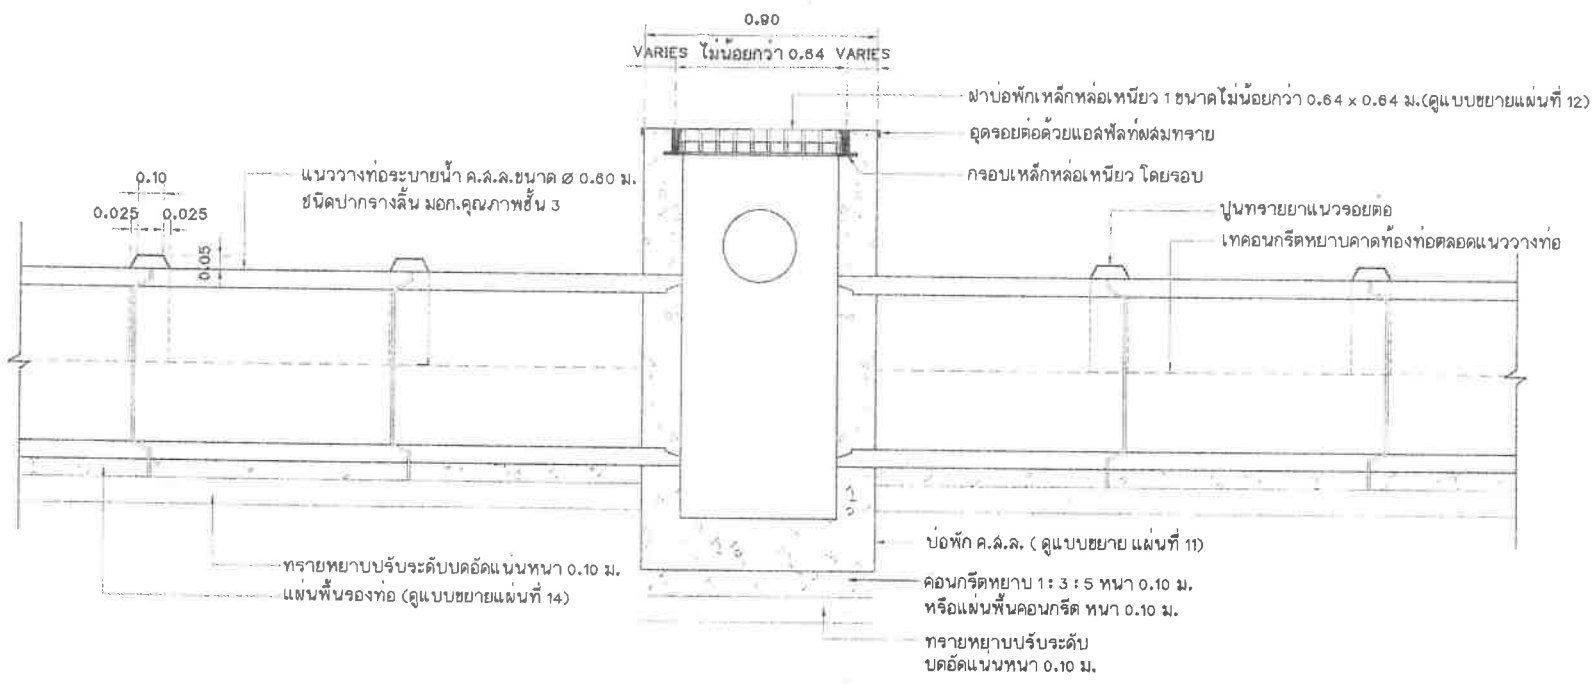 0.90
VARIES ไม่น้อยกว่า 0.64 VARIES
ฝาบ่อพักเหล็กหล่อเหนียว 1 ขนาดไม่น้อยกว่า 0.64 x 0.64 ม.(ดูแบบขยายแผ่นที่ 12)
อุดรอยต่อด้วยแอสฟัลท์ผสมทราย
กรอบเหล็กหล่อเหนียว โดยรอบ
แนววางท่อระบายน้ำ ค.ส.ล.ขนาด Ø 0.60 ม.
ชนิดปากรางลิ้น มอก.คุณภาพชั้น 3
0.10
0.025 0.025
0.05
ปูนทรายยาแนวรอยต่อ
เทคอนกรีตหยาบคาดท้องท่อตลอดแนววางท่อ
ทรายหยาบปรับระดับบดอัดแน่นหนา 0.10 ม.
แผ่นพื้นรองท่อ (ดูแบบขยายแผ่นที่ 14)
บ่อพัก ค.ส.ล. ( ดูแบบขยาย แผ่นที่ 11)
คอนกรีตหยาบ 1 : 3 : 5 หนา 0.10 ม.
หรือแผ่นพื้นคอนกรีต หนา 0.10 ม.
ทรายหยาบปรับระดับ
บดอัดแน่นหนา 0.10 ม.